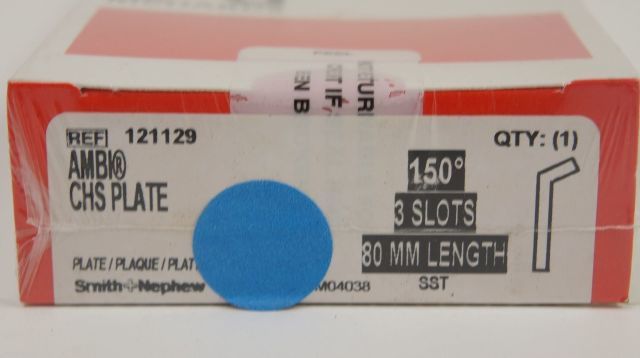 REF 121129
QTY: (1)
AMBI®
CHS PLATE
150°
3 SLOTS
80 MM LENGTH
SST
PLATE / PLAQUE /
Smith+Nephew
M04038